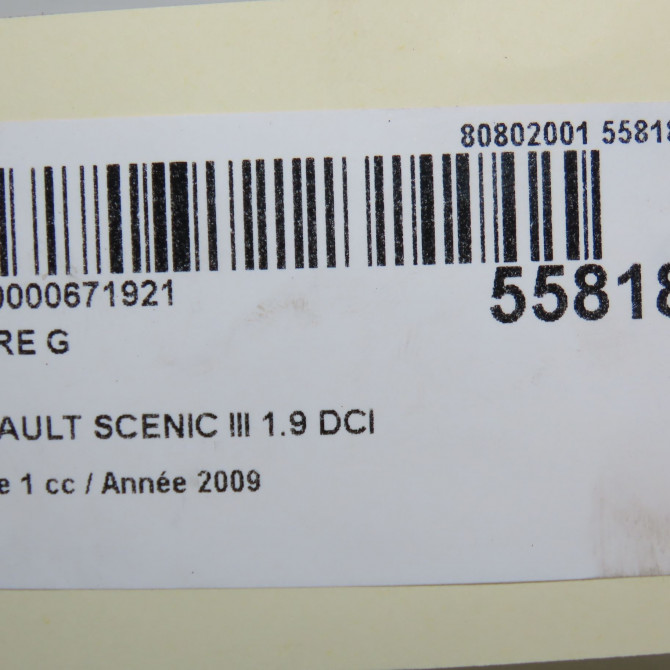 80802001 55818
0000671921
55818
RE G
AULT SCENIC III 1.9 DCI
e 1 cc / Année 2009